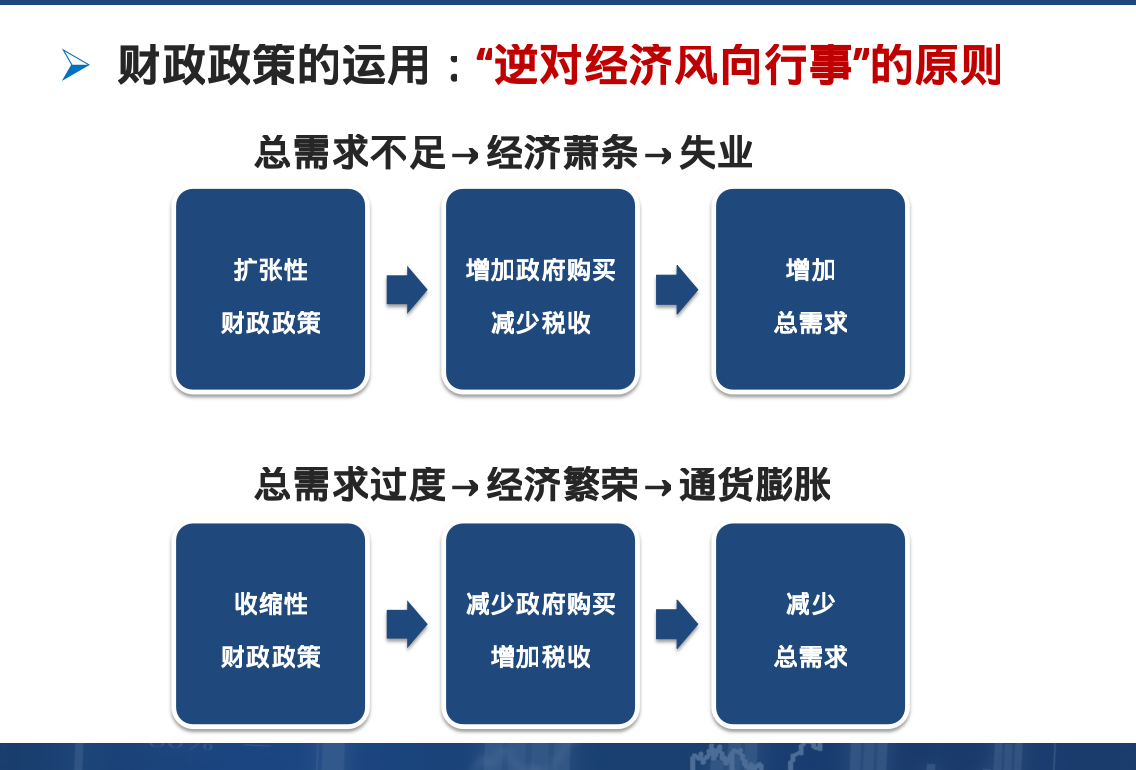 财政政策的运用：“逆对经济风向行事”的原则
总需求不足→经济萧条→失业
扩张性
财政政策
增加政府购买
减少税收
增加
总需求
总需求过度→经济繁荣→通货膨胀
收缩性
财政政策
减少政府购买
增加税收
减少
总需求